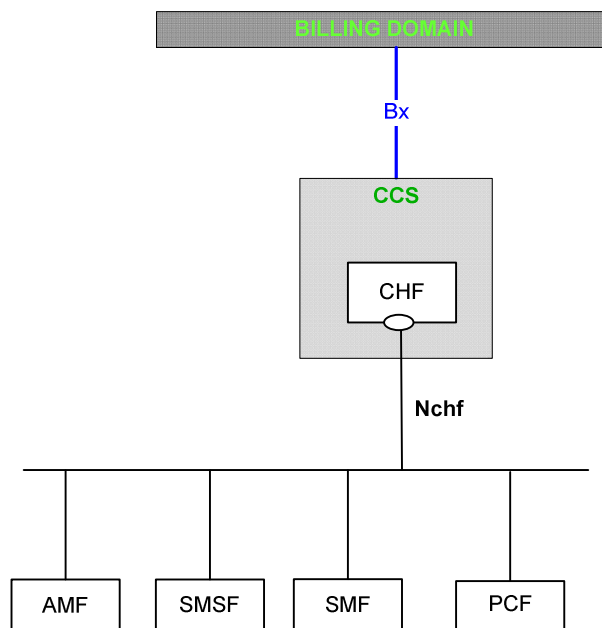 BILLING DOMAIN
Bx
CCS
CHF
Nchf
AMF SMSF SMF PCF